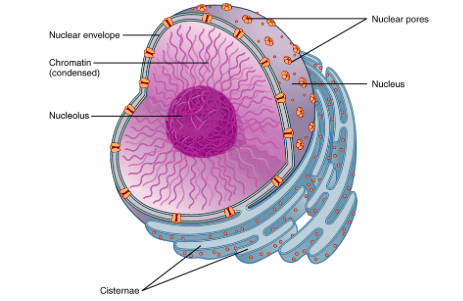 Nuclear envelope
Chromatin
(condensed)
Nucleolus
Nuclear pores
Nucleus
Cisternae